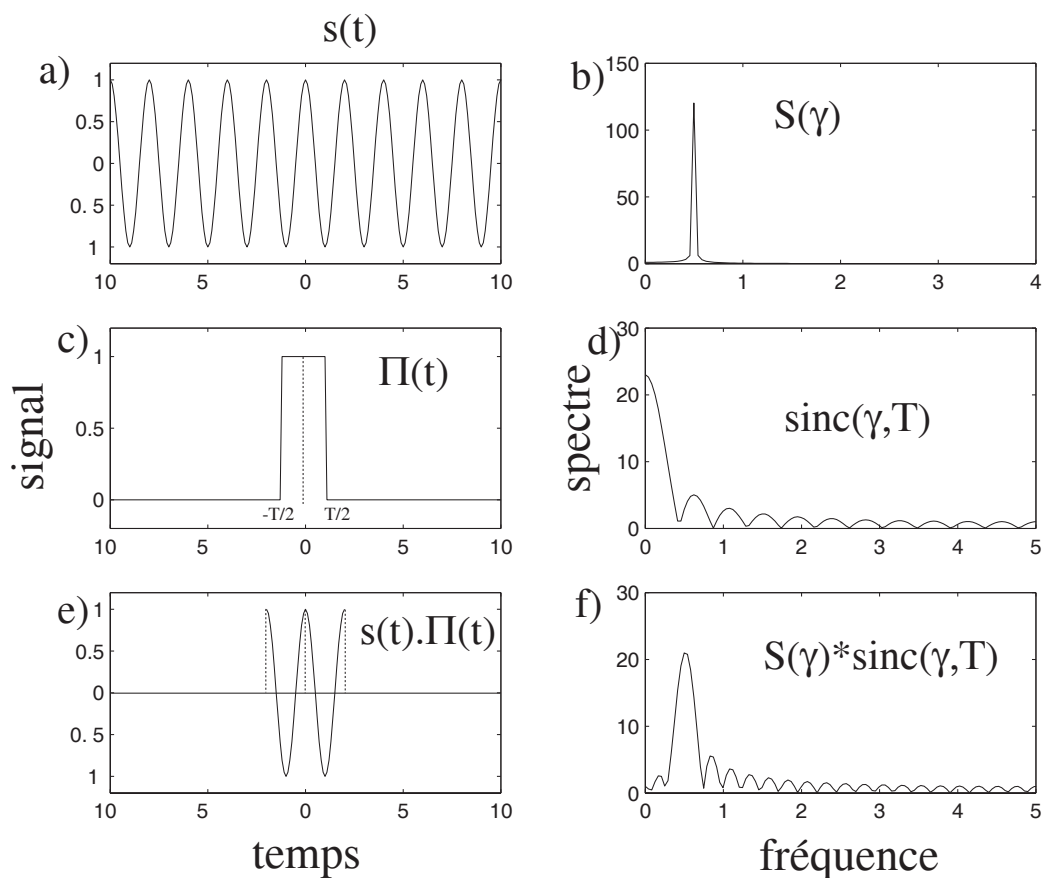 s(t)
a)
1
0.5
0
0. 5
1
10 5 0 5 10
b)
S(γ)
150
100
50
0
0 1 2 3 4
c)
Π(t)
1
0.5
0
-T/2 T/2
10 5 0 5 10
signal
d)
sinc(γ,T)
30
20
10
0
0 1 2 3 4 5
spectre
e)
s(t).Π(t)
1
0.5
0
0. 5
1
10 5 0 5 10
temps
f)
S(γ)*sinc(γ,T)
30
20
10
0
0 1 2 3 4 5
fréquence